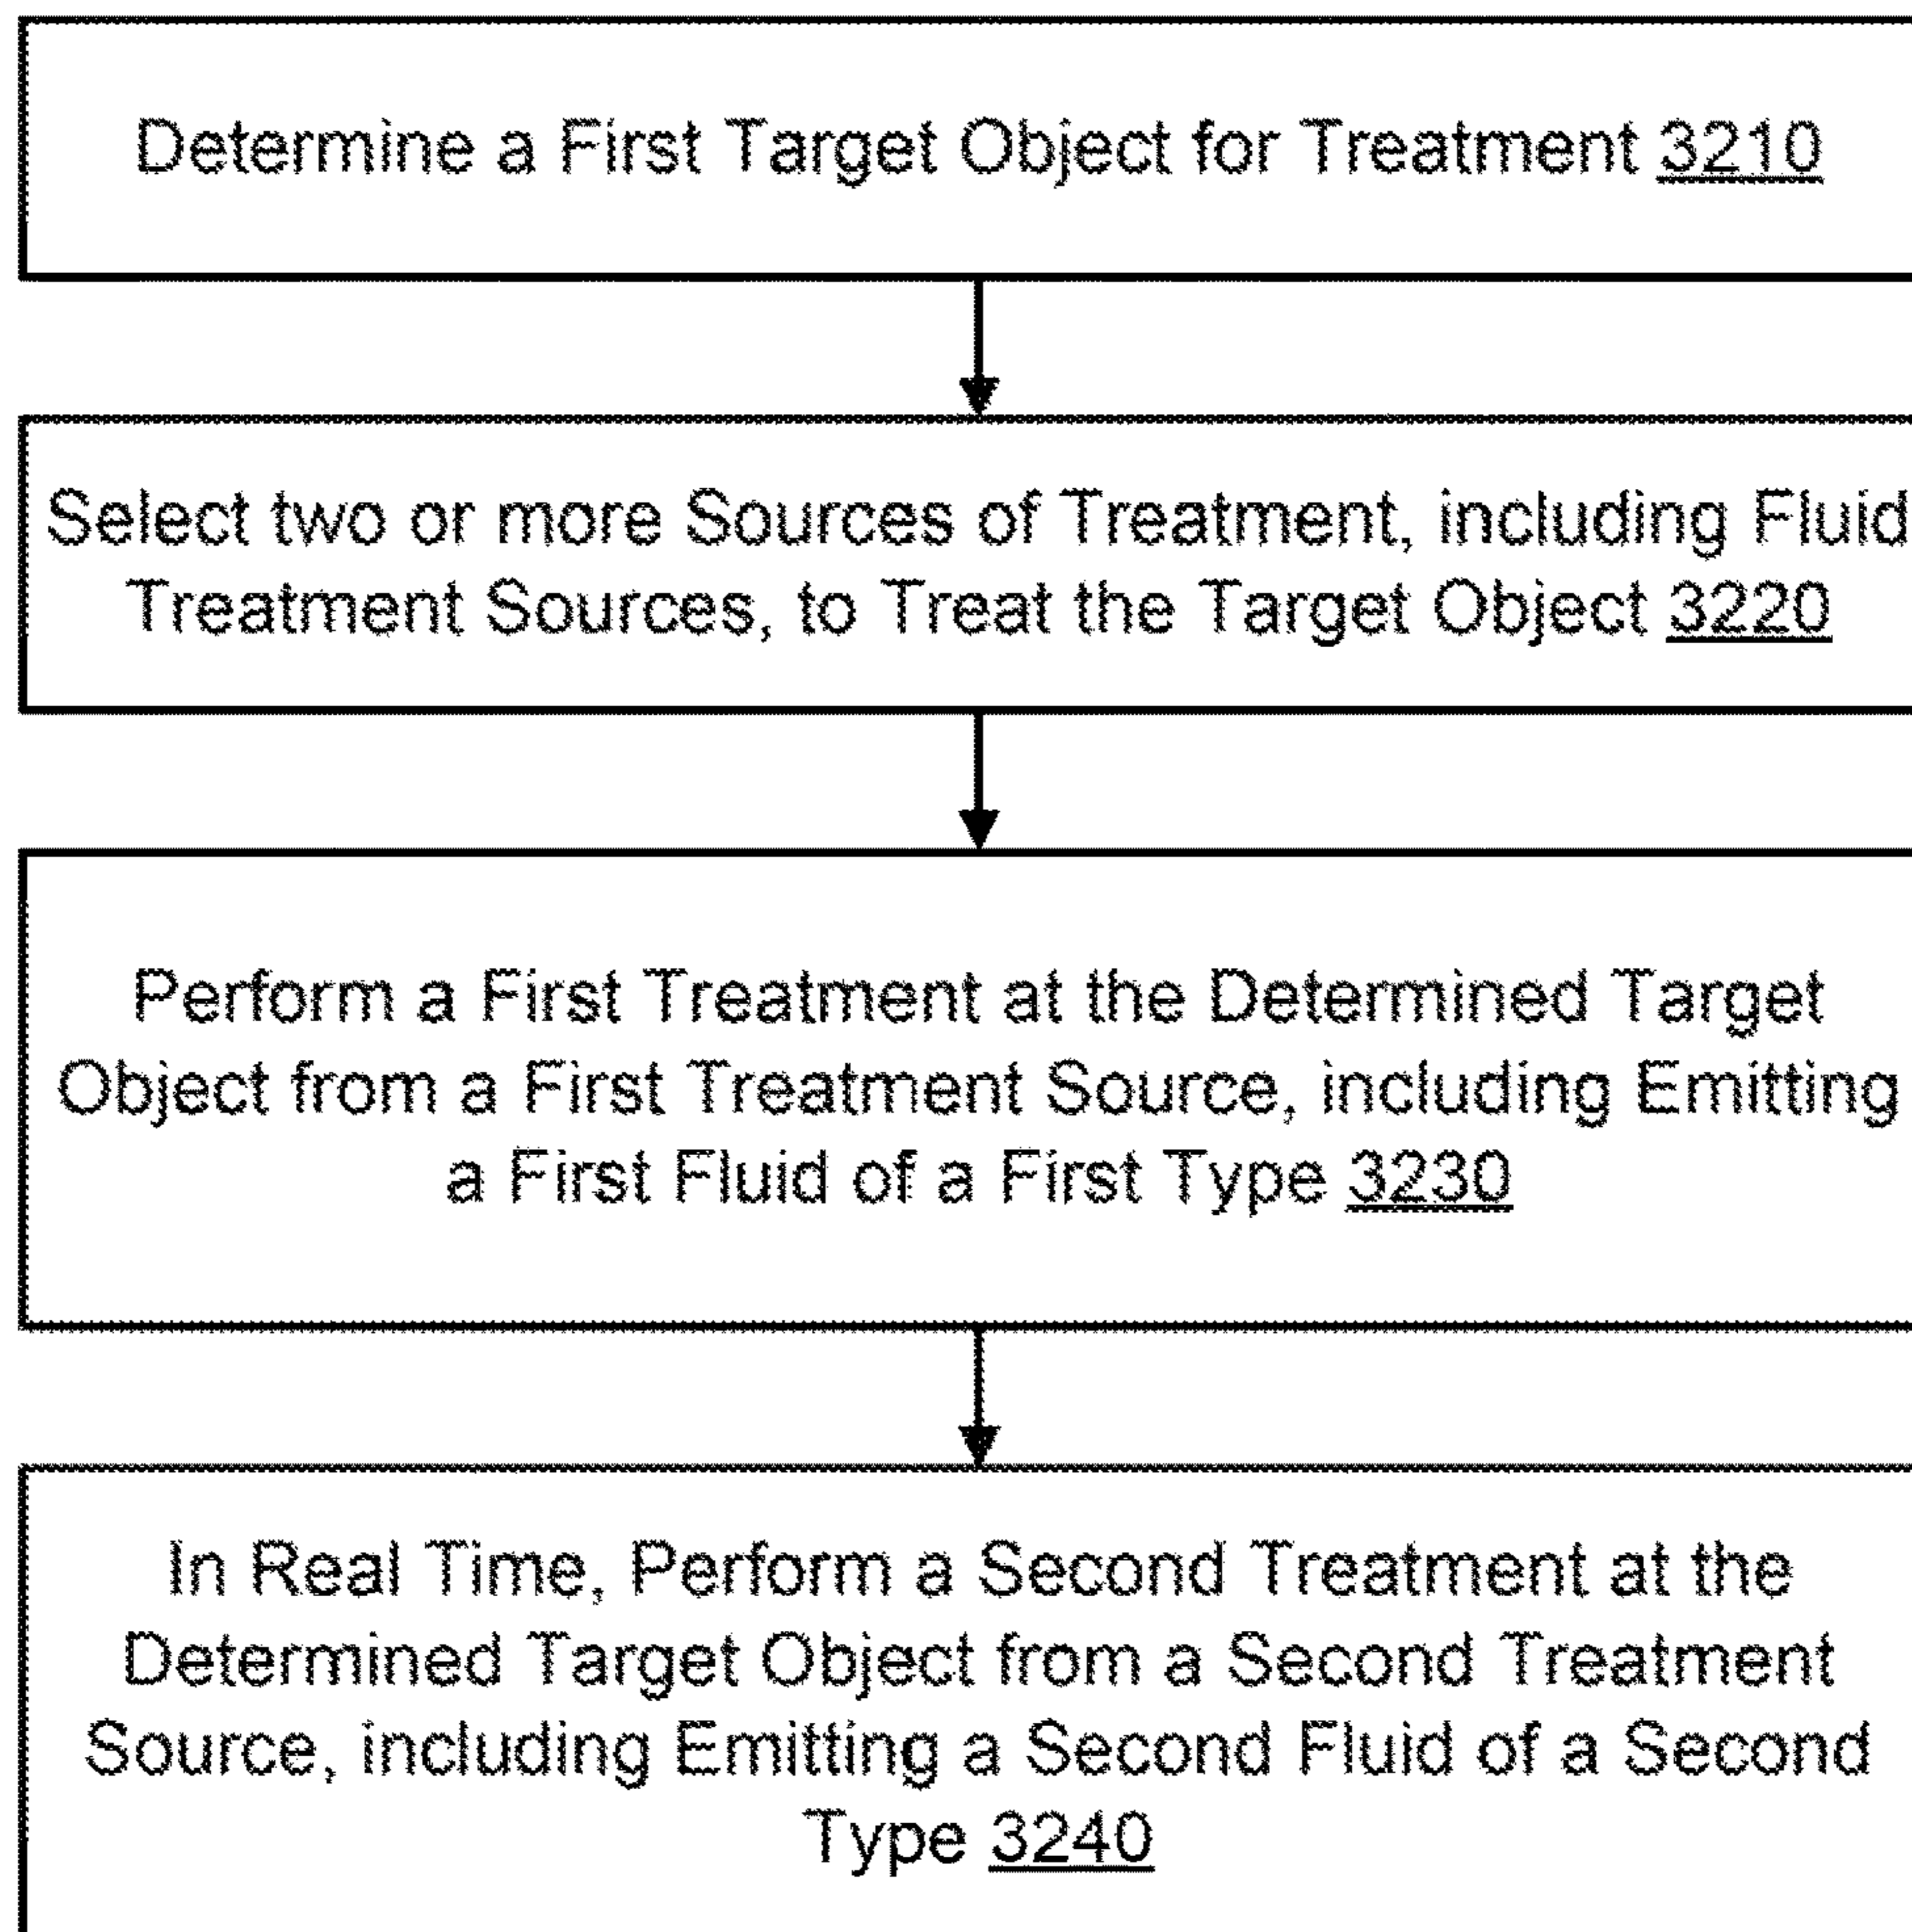 Determine a First Target Object for Treatment 3210
Select two or more Sources of Treatment, including Fluid
Treatment Sources, to Treat the Target Object 3220
Perform a First Treatment at the Determined Target
Object from a First Treatment Source, including Emitting
a First Fluid of a First Type 3230
In Real Time, Perform a Second Treatment at the
Determined Target Object from a Second Treatment
Source, including Emitting a Second Fluid of a Second
Type 3240